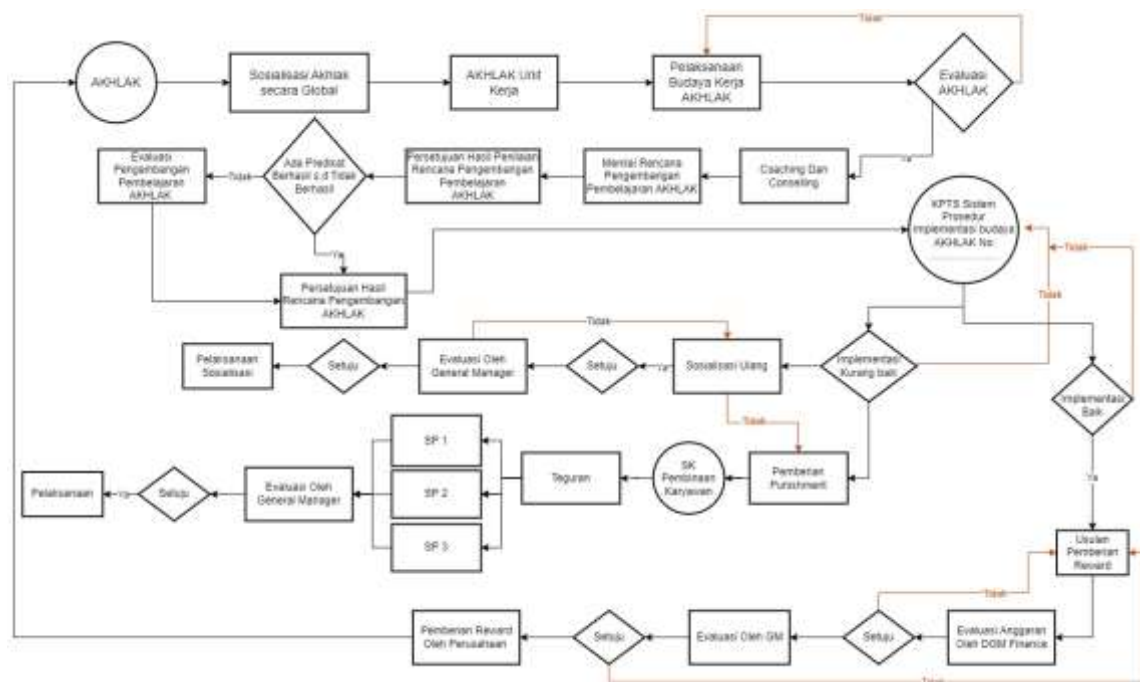 Tidak
AKHLAK
Sosialisasi Akhlak
secara Global
AKHLAK Unit
Kerja
Pelaksanaan
Budaya Kerja
AKHLAK
Evaluasi
AKHLAK
Ya
Evaluasi
Pengembangan
Pembelajaran
AKHLAK
Tidak
Ada Predikat
Berhasil s.d Tidak
Berhasil
Persetujuan Hasil Penilaian
Rencana Pengembangan
Pembelajaran
AKHLAK
Rencana
Pengembangan
Pembelajaran AKHLAK
Coaching Dan
Conselling
KPTS Sistem
Prosedur
Implementasi budaya
AKHLAK No
Ya
Persetujuan Hasil
Rencana Pengembangan
AKHLAK
Tidak
Tidak
Tidak
Pelaksanaan
Sosialisasi
Setuju
Evaluasi Oleh
General Manager
Setuju
Ya
Sosialisasi Ulang
Implementasi
Kurang baik
Implementasi
Baik
Tidak
SP 1
SP 2
SP 3
Pelaksanaan
Ya
Setuju
Evaluasi Oleh
General Manager
Teguran
SK
Pembinaan
Karyawan
Pemberian
Punishment
Ya
Usulan
Pemberian
Reward
Tidak
Pemberian Reward
Oleh Perusahaan
Setuju
Evaluasi Oleh GM
Setuju
Evaluasi Anggaran
Oleh DGM Finance
Tidak